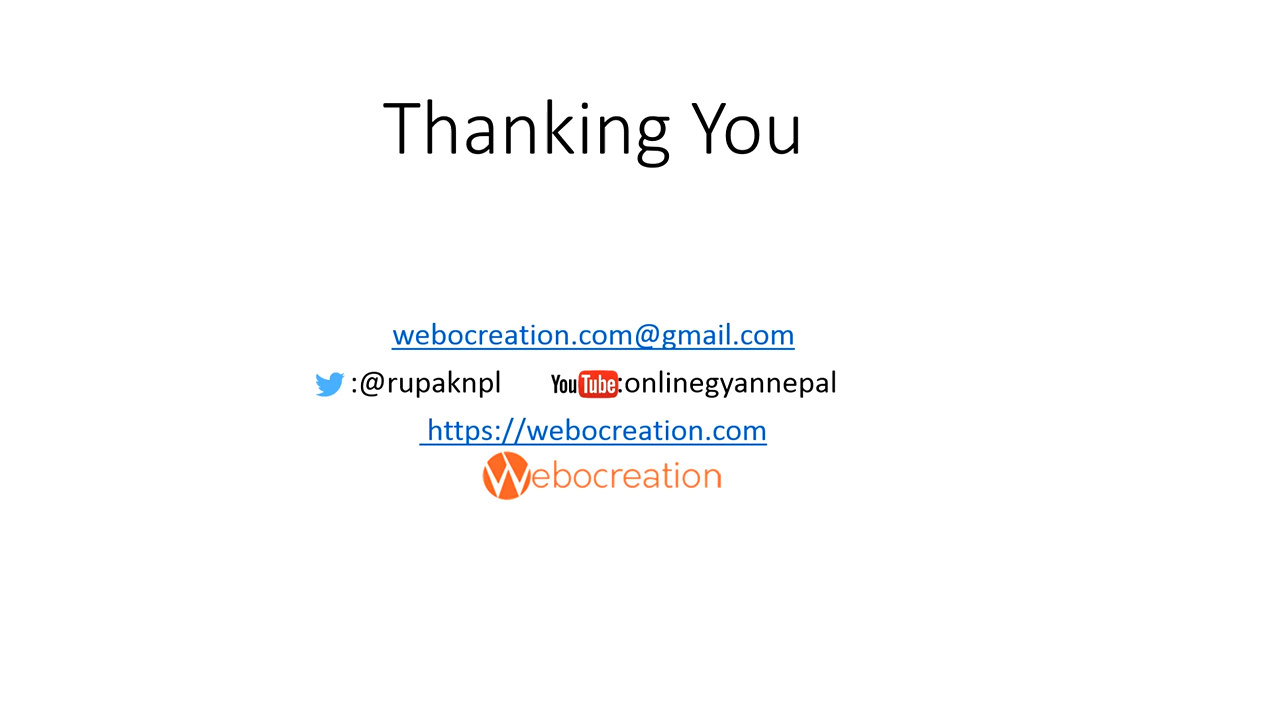 Thanking You
webocreation.com@gmail.com
:@rupaknpl YouTube:onlinegyannepal
https://webocreation.com
Webocreation